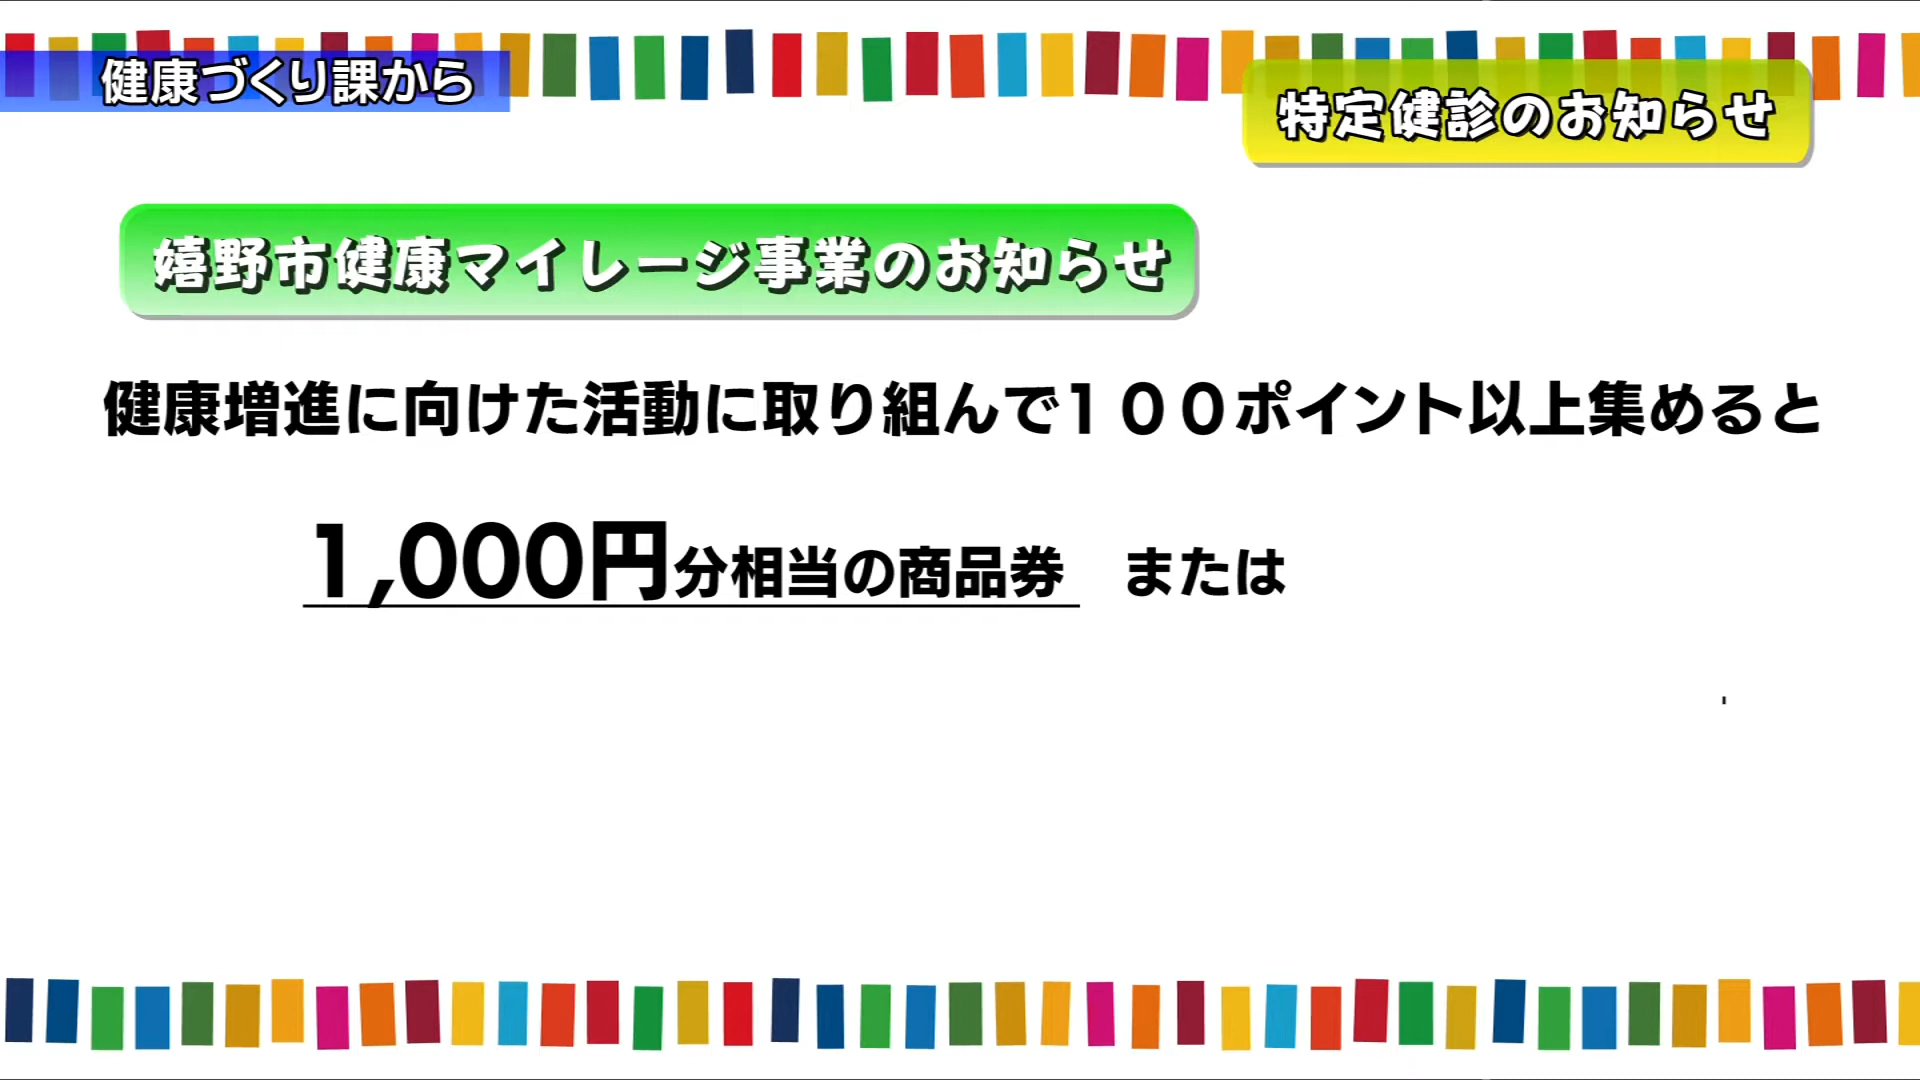 健康づくり課から
特定健診のお知らせ
嬉野市健康マイレージ事業のお知らせ
健康増進に向けた活動に取り組んで１００ポイント以上集めると
1,000円分相当の商品券　または